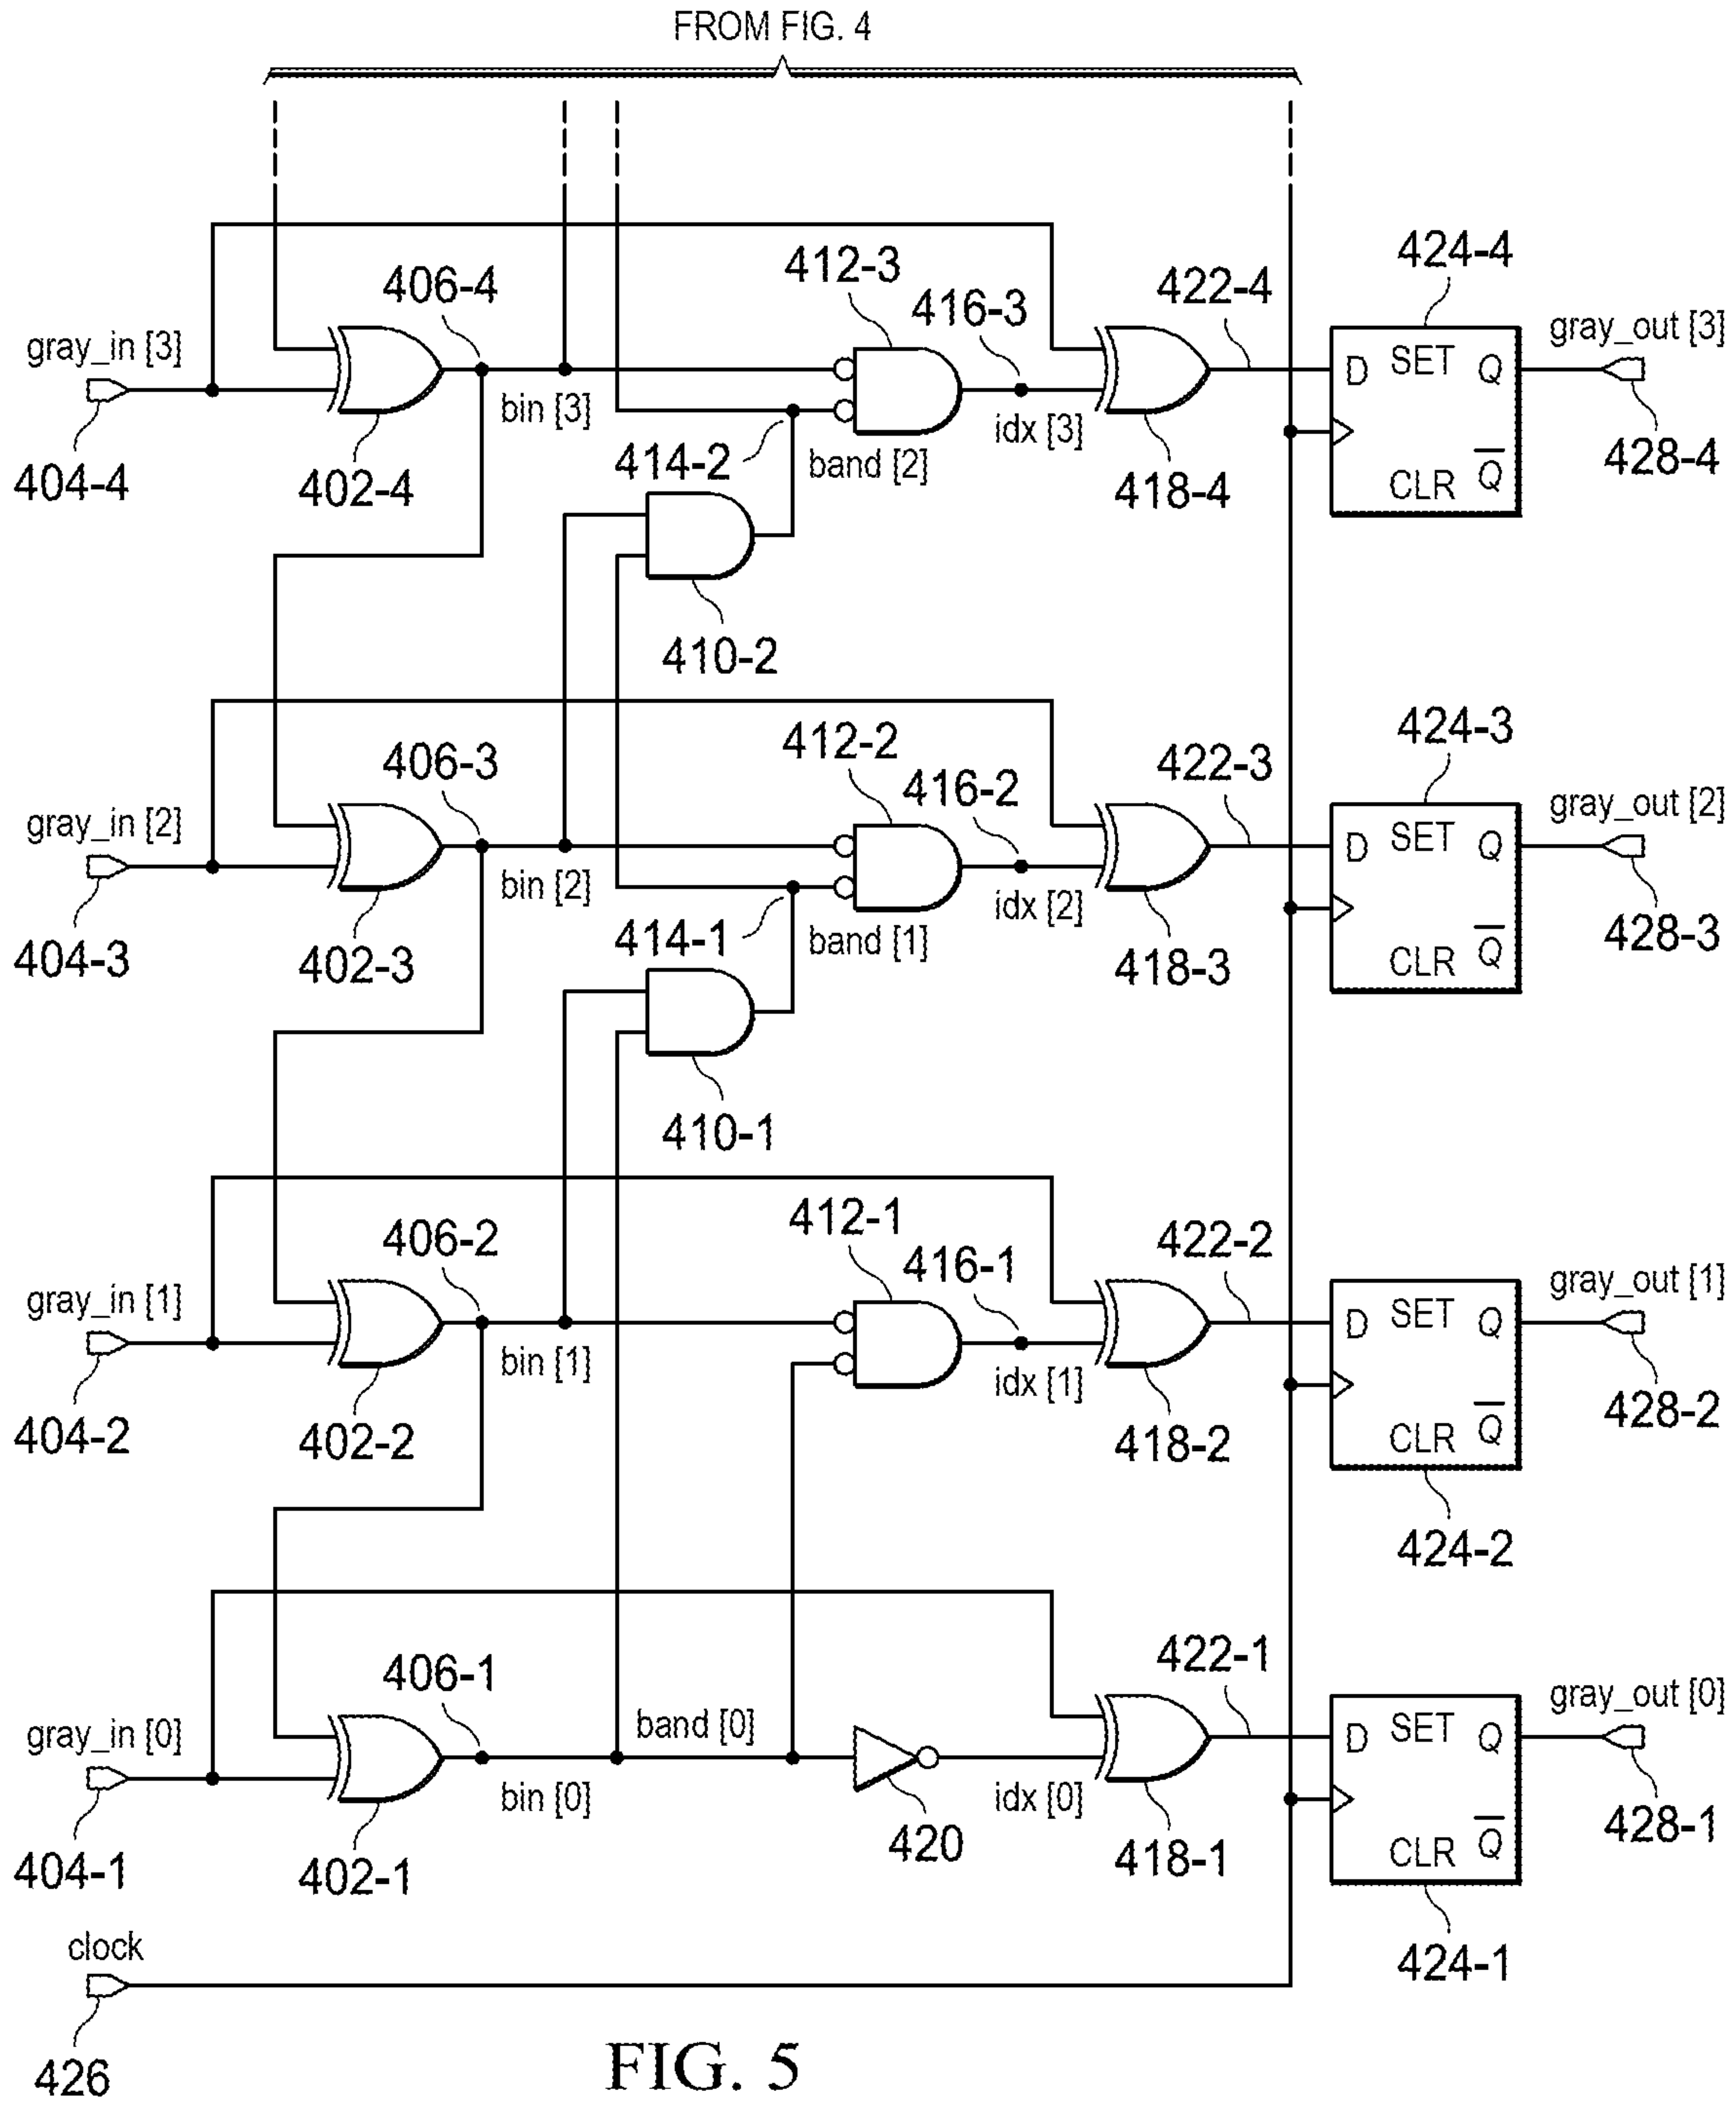 FROM FIG. 4
412-3
424-4
406-4
416-3
422-4
gray_in [3]
gray_out [3]
D SET Q
bin [3]
idx [3]
404-4
402-4
414-2
band [2]
418-4
CLR Q
428-4
410-2
412-2
424-3
406-3
416-2
422-3
gray_in [2]
gray_out [2]
D SET Q
bin [2]
idx [2]
404-3
402-3
414-1
band [1]
418-3
CLR Q
428-3
410-1
412-1
406-2
416-1
422-2
gray_in [1]
gray_out [1]
D SET Q
bin [1]
idx [1]
404-2
402-2
418-2
CLR Q
428-2
424-2
406-1
422-1
gray_in [0]
band [0]
gray_out [0]
D SET Q
bin [0]
idx [0]
404-1
402-1
420
418-1
CLR Q
428-1
clock
424-1
426
FIG. 5